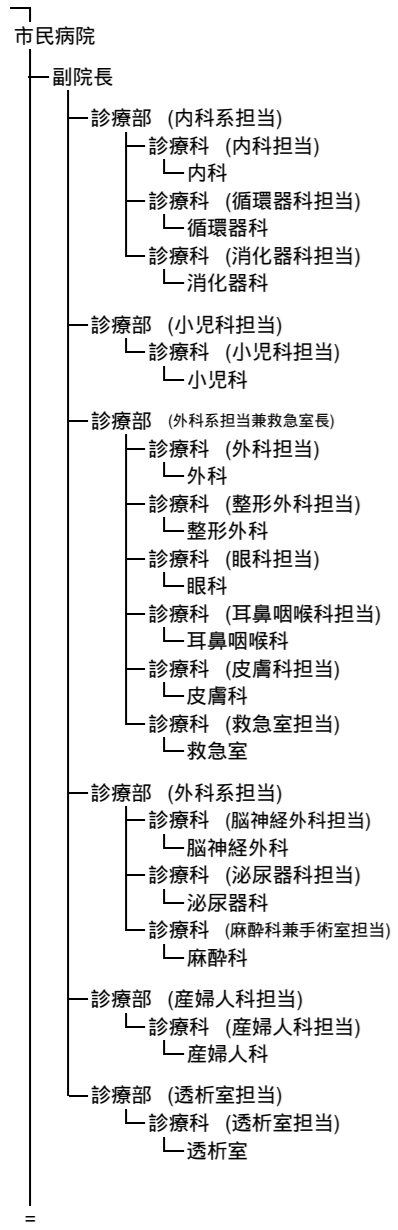 市民病院
副院長
診療部 (内科系担当)
診療科 (内科担当)
内科
診療科 (循環器科担当)
循環器科
診療科 (消化器科担当)
消化器科
診療部 (小児科担当)
診療科 (小児科担当)
小児科
診療部 (外科系担当兼救急室長)
診療科 (外科担当)
外科
診療科 (整形外科担当)
整形外科
診療科 (眼科担当)
眼科
診療科 (耳鼻咽喉科担当)
耳鼻咽喉科
診療科 (皮膚科担当)
皮膚科
診療科 (救急室担当)
救急室
診療部 (外科系担当)
診療科 (脳神経外科担当)
脳神経外科
診療科 (泌尿器科担当)
泌尿器科
診療科 (麻酔科兼手術室担当)
麻酔科
診療部 (産婦人科担当)
診療科 (産婦人科担当)
産婦人科
診療部 (透析室担当)
診療科 (透析室担当)
透析室
=